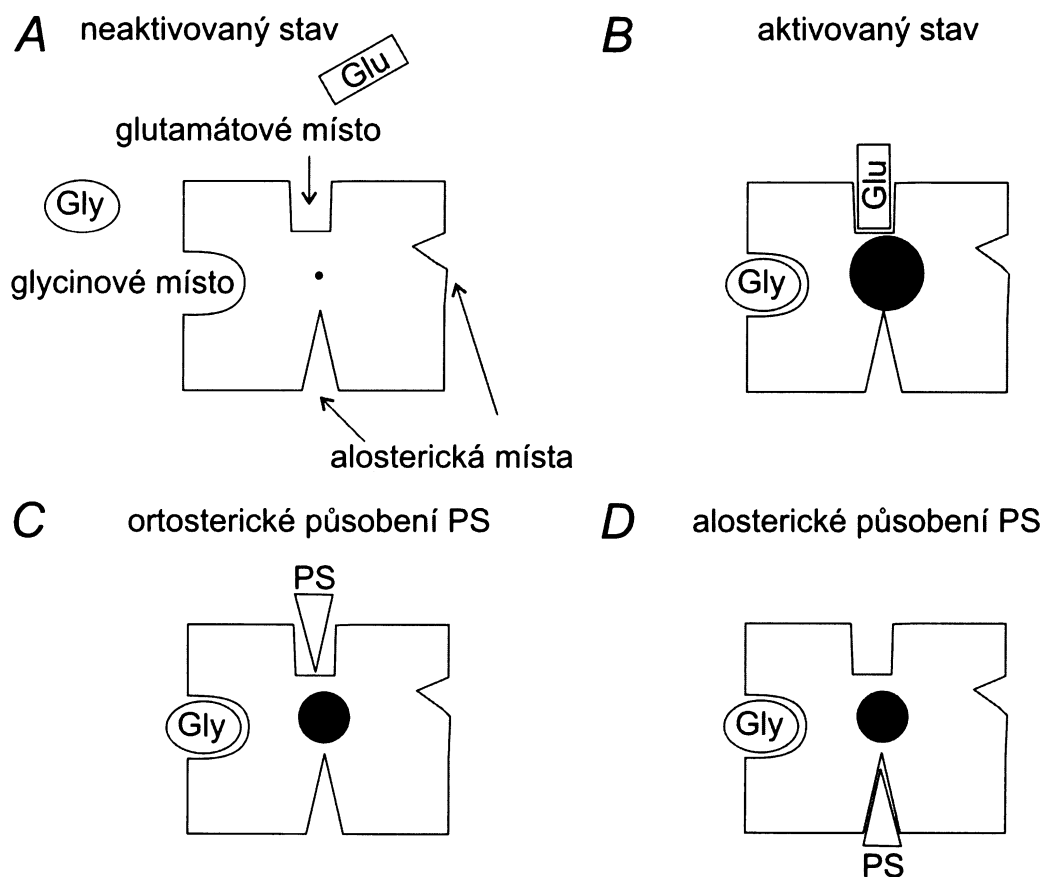 A neaktivovaný stav
Glu
glutamátové místo
Gly
glycinové místo
alosterická místa
B aktivovaný stav
Glu
Gly
C ortosterické působení PS
PS
Gly
D alosterické působení PS
Gly
PS